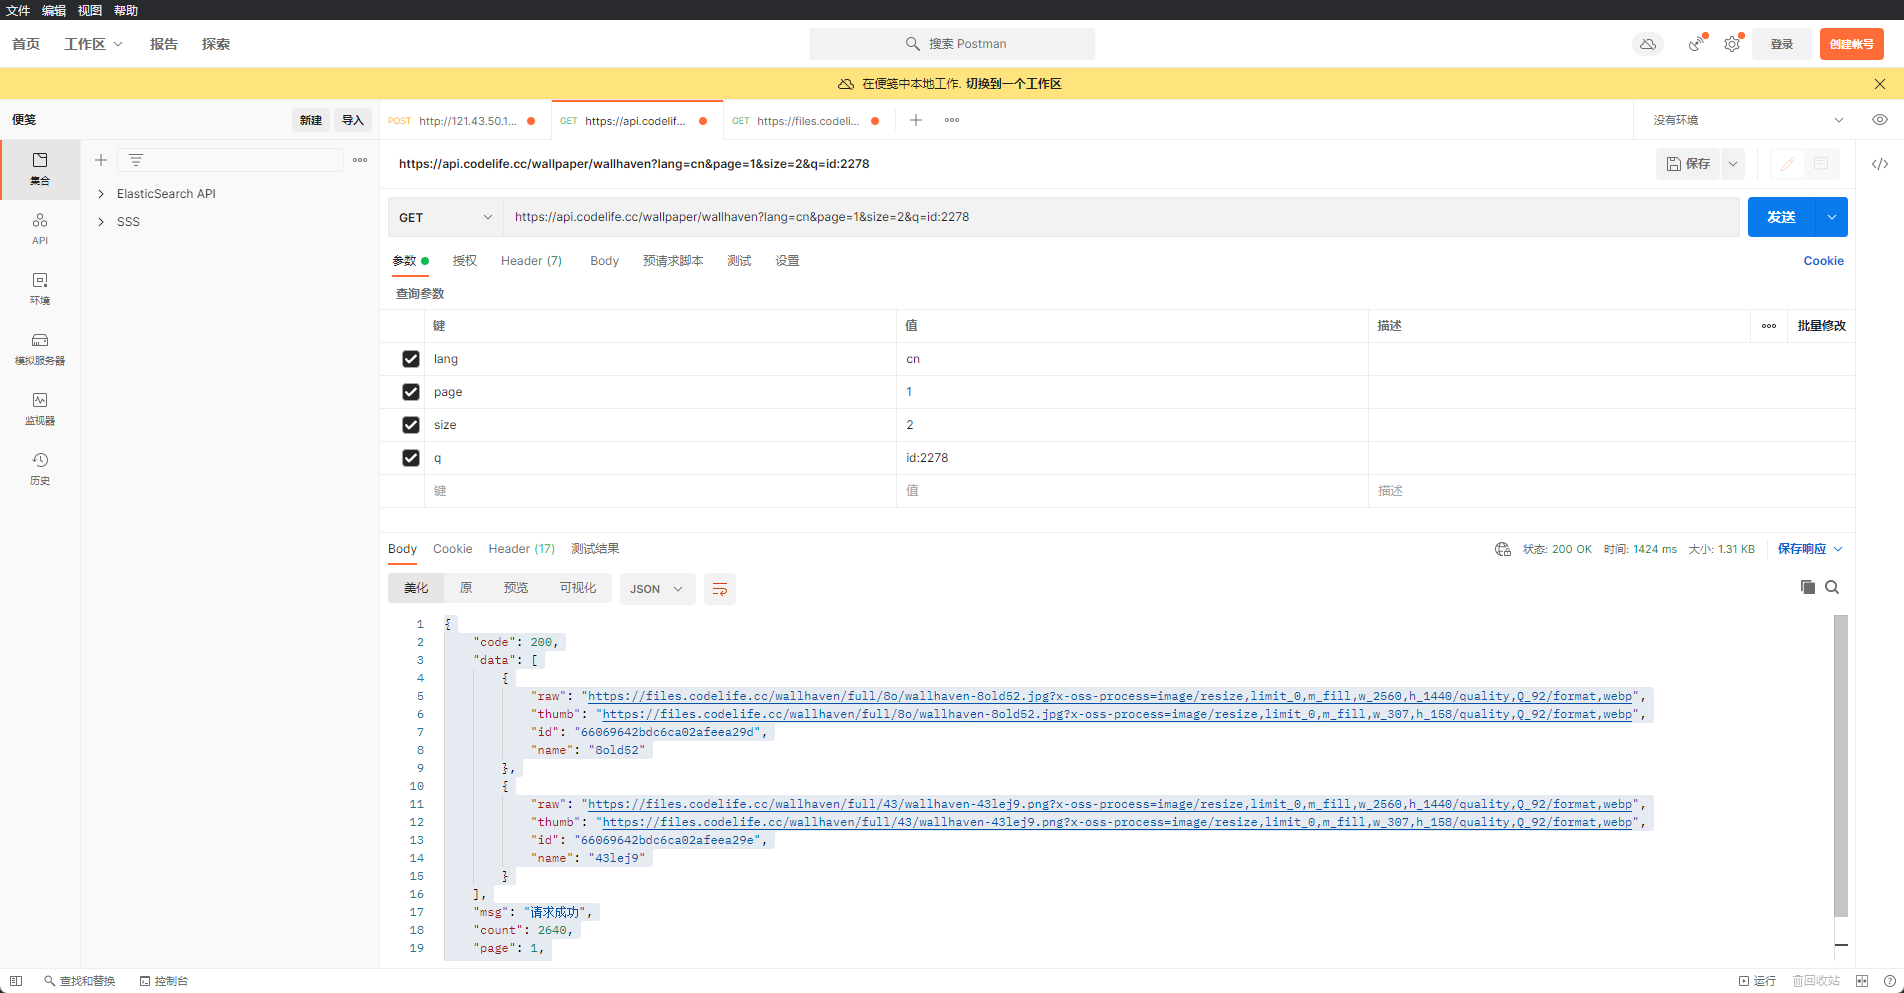 文件 编辑 视图 帮助
首页 工作区 报告 探索 搜索 Postman 登录 创建帐号
在便笺中本地工作. 切换到一个工作区
便笺 新建 导入 POST http://121.43.50.1... GET https://api.codelif... GET https://files.codeli... 没有环境
集合
API
环境
模拟服务器
监视器
历史
ElasticSearch API
SSS
https://api.codelife.cc/wallpaper/wallhaven?lang=cn&page=1&size=2&q=id:2278 保存
GET https://api.codelife.cc/wallpaper/wallhaven?lang=cn&page=1&size=2&q=id:2278 发送
参数 授权 Header (7) Body 预请求脚本 测试 设置 Cookie
查询参数
键 值 描述 批量修改
lang cn
page 1
size 2
q id:2278
键 值 描述
Body Cookie Header (17) 测试结果 状态: 200 OK 时间: 1424 ms 大小: 1.31 KB 保存响应
美化 原 预览 可视化 JSON
1 {
2 "code": 200,
3 "data": [
4 {
5 "raw": "https://files.codelife.cc/wallhaven/full/8o/wallhaven-8old52.jpg?x-oss-process=image/resize,limit_0,m_fill,w_2560,h_1440/quality,Q_92/format,webp",
6 "thumb": "https://files.codelife.cc/wallhaven/full/8o/wallhaven-8old52.jpg?x-oss-process=image/resize,limit_0,m_fill,w_307,h_158/quality,Q_92/format,webp",
7 "id": "66069642bdc6ca02afeea29d",
8 "name": "8old52"
9 },
10 {
11 "raw": "https://files.codelife.cc/wallhaven/full/43/wallhaven-43lej9.png?x-oss-process=image/resize,limit_0,m_fill,w_2560,h_1440/quality,Q_92/format,webp",
12 "thumb": "https://files.codelife.cc/wallhaven/full/43/wallhaven-43lej9.png?x-oss-process=image/resize,limit_0,m_fill,w_307,h_158/quality,Q_92/format,webp",
13 "id": "66069642bdc6ca02afeea29e",
14 "name": "43lej9"
15 }
16 ],
17 "msg": "请求成功",
18 "count": 2640,
19 "page": 1,
查找和替换 控制台 运行 回收站